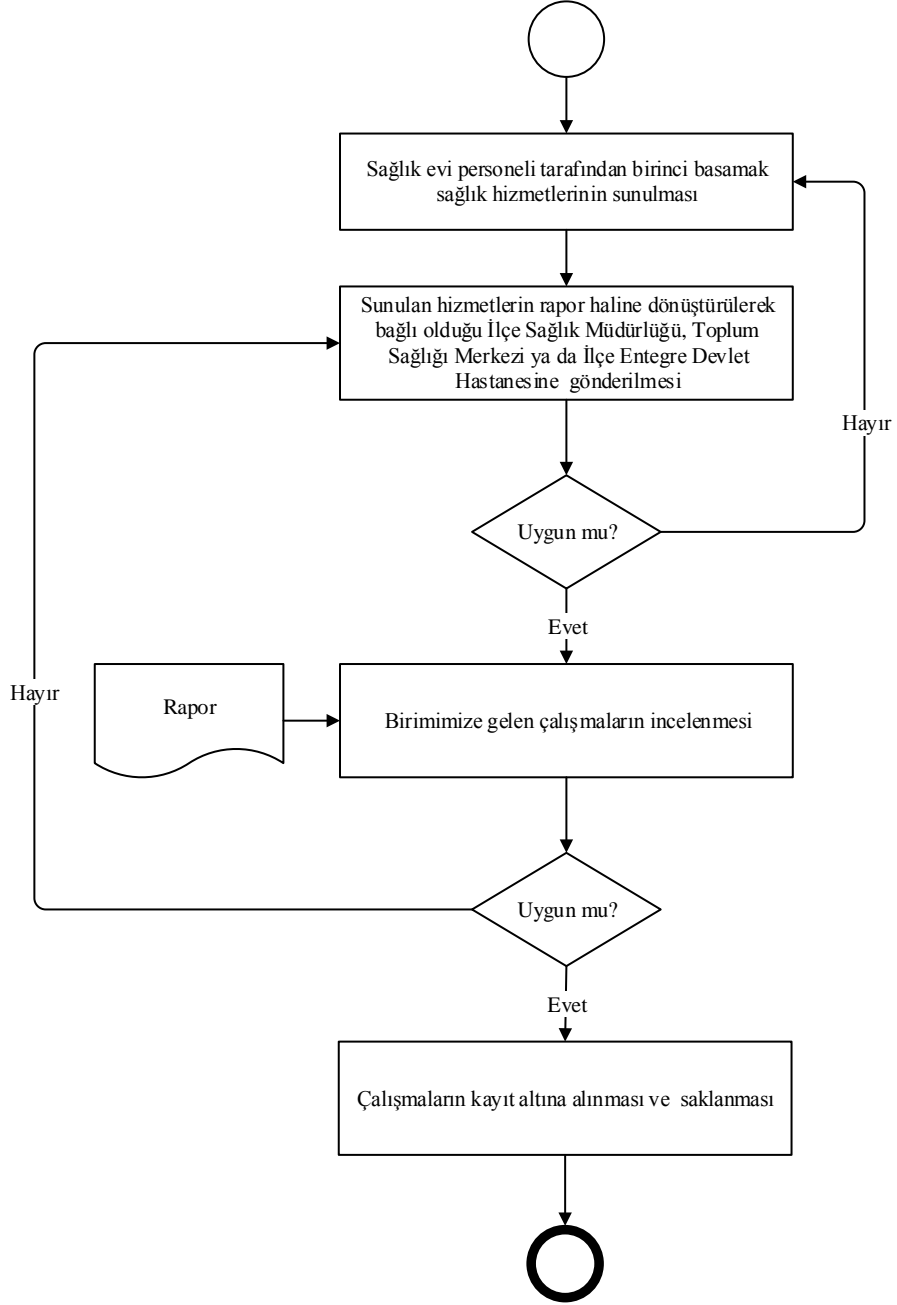 Sağlık evi personeli tarafından birinci basamak
sağlık hizmetlerinin sunulması
Sunulan hizmetlerin rapor haline dönüştürülerek
bağlı olduğu İlçe Sağlık Müdürlüğü, Toplum
Sağlığı Merkezi ya da İlçe Entegre Devlet
Hastanesine gönderilmesi
Hayır
Uygun mu?
Evet
Hayır
Rapor
Birimimize gelen çalışmaların incelenmesi
Uygun mu?
Evet
Çalışmaların kayıt altına alınması ve saklanması